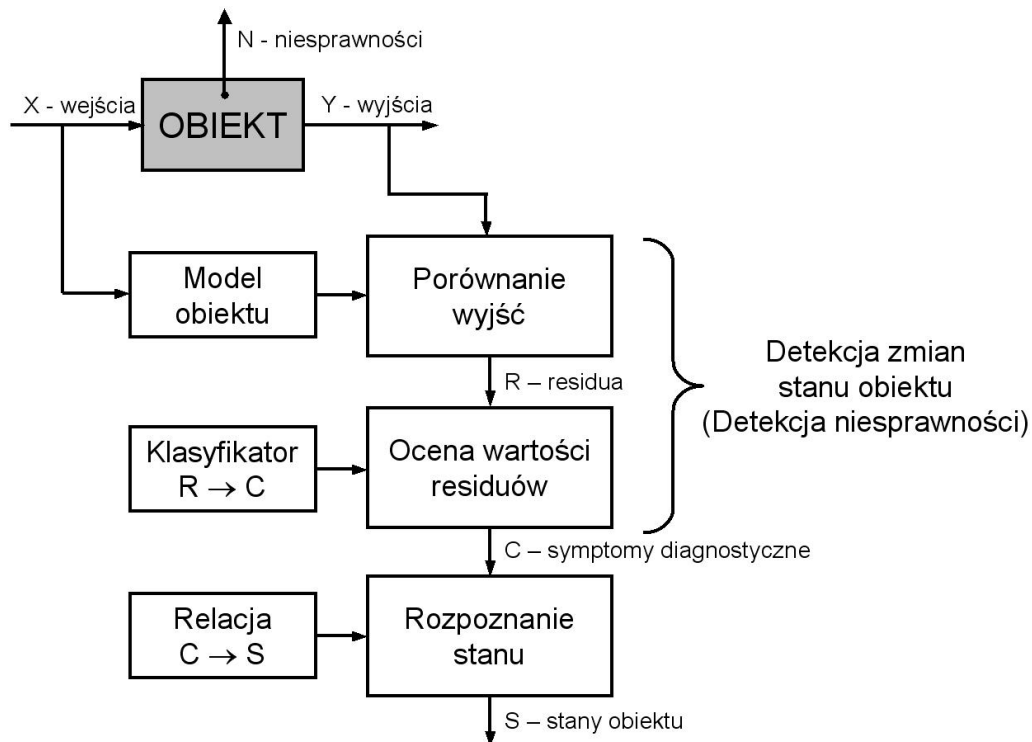 N - niesprawności
X - wejścia
OBIEKT
Y - wyjścia
Model
obiektu
Porównanie
wyjść
R – residua
Klasyfikator
R → C
Ocena wartości
residuów
C – symptomy diagnostyczne
Relacja
C → S
Rozpoznanie
stanu
S – stany obiektu
Detekcja zmian
stanu obiektu
(Detekcja niesprawności)